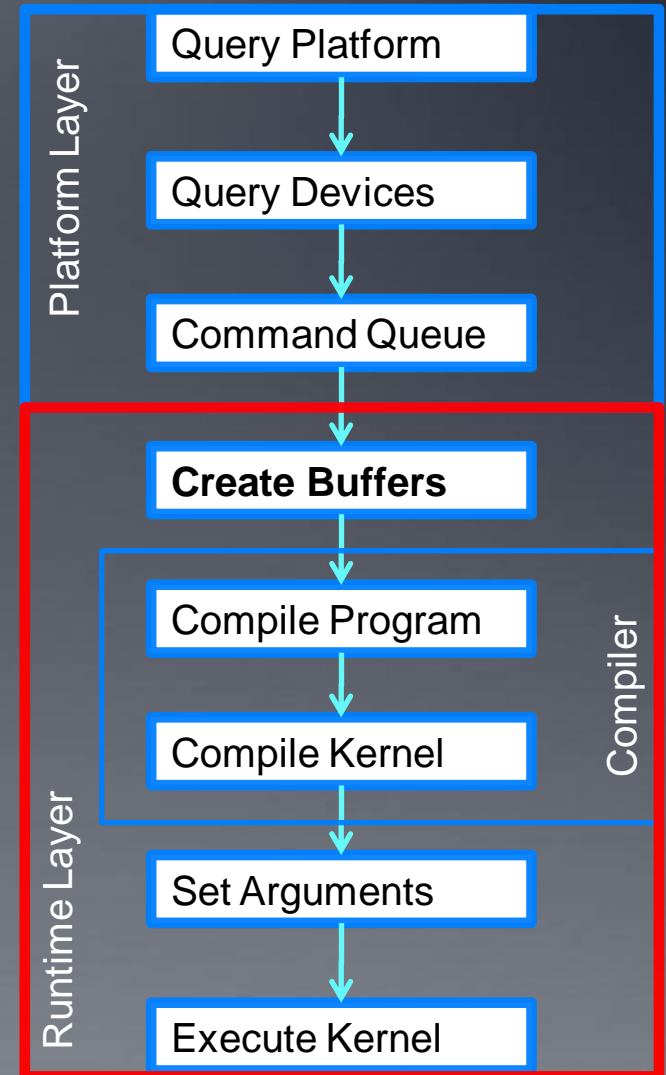 Platform Layer
Query Platform
Query Devices
Command Queue
Runtime Layer
Create Buffers
Compiler
Compile Program
Compile Kernel
Set Arguments
Execute Kernel